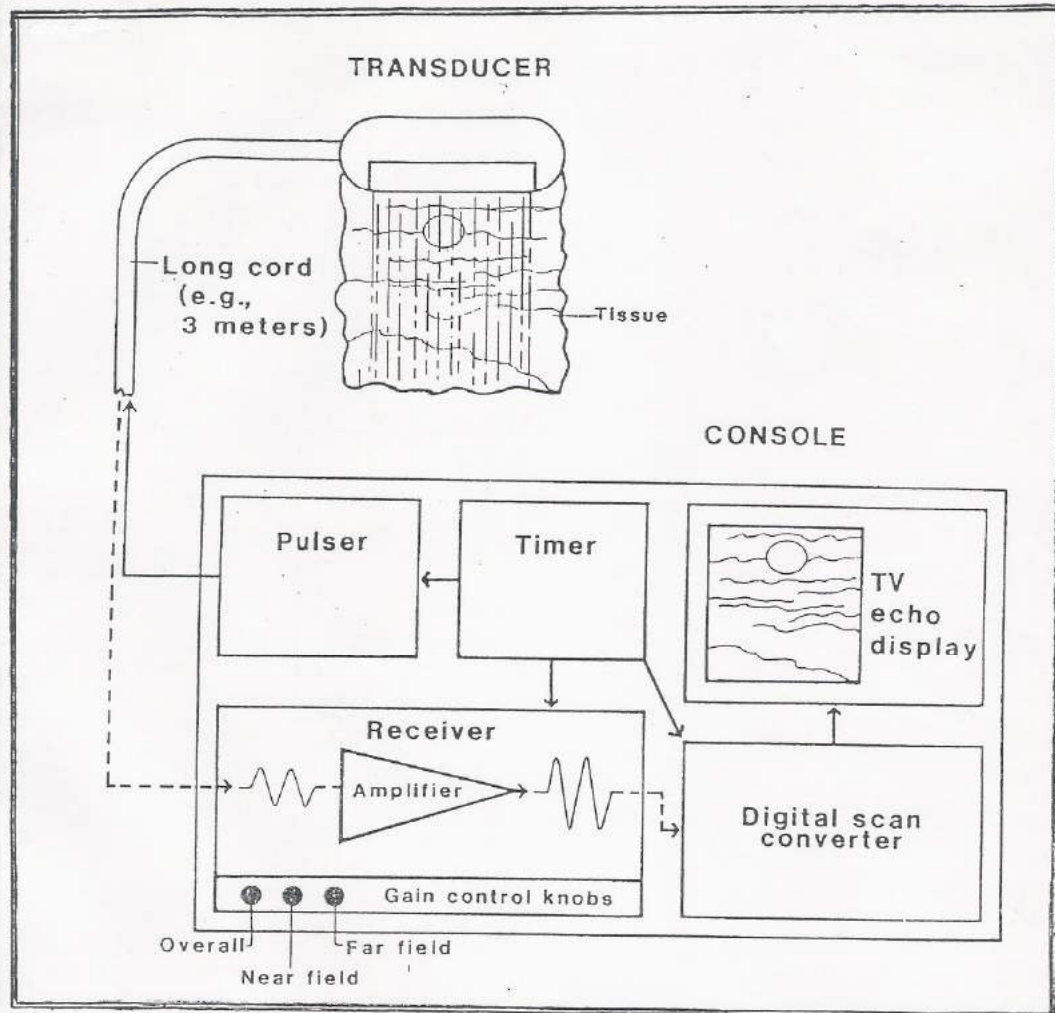 TRANSDUCER
Long cord
(e.g.,
3 meters)
Tissue
CONSOLE
Pulser
Timer
TV
echo
display
Receiver
Amplifier
Digital scan
converter
Gain control knobs
Overall
Far field
Near field